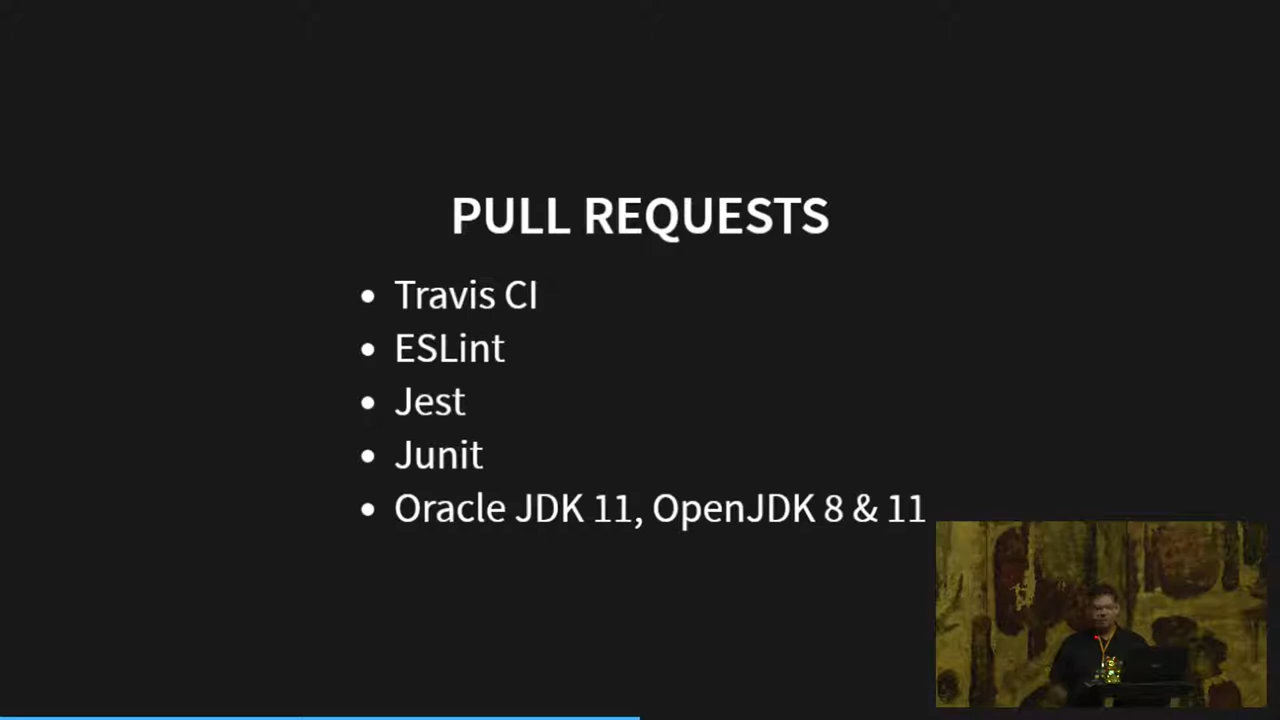 PULL REQUESTS
Travis CI
ESLint
Jest
Junit
Oracle JDK 11, OpenJDK 8 & 11